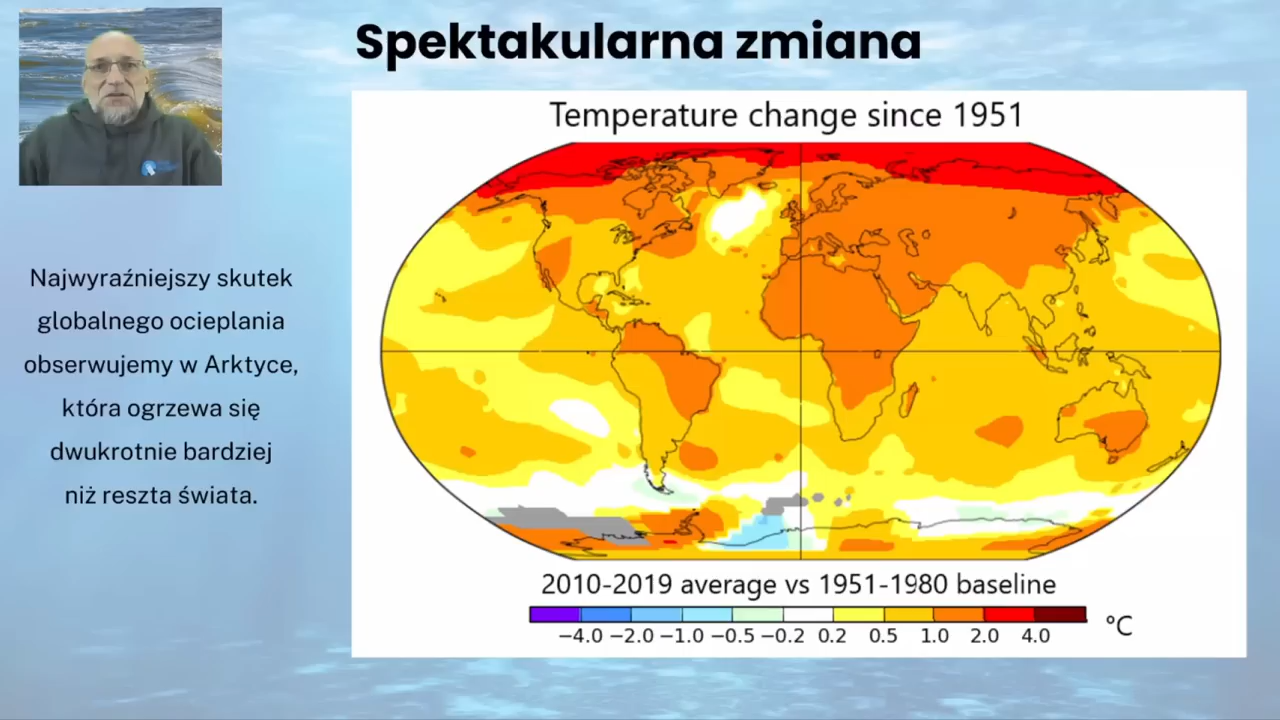 Spektakularna zmiana
Temperature change since 1951
Najwyraźniejszy skutek
globalnego ocieplania
obserwujemy w Arktyce,
która ogrzewa się
dwukrotnie bardziej
niż reszta świata.
2010-2019 average vs 1951-1980 baseline
−4.0 −2.0 −1.0 −0.5 −0.2 0.2 0.5 1.0 2.0 4.0 °C